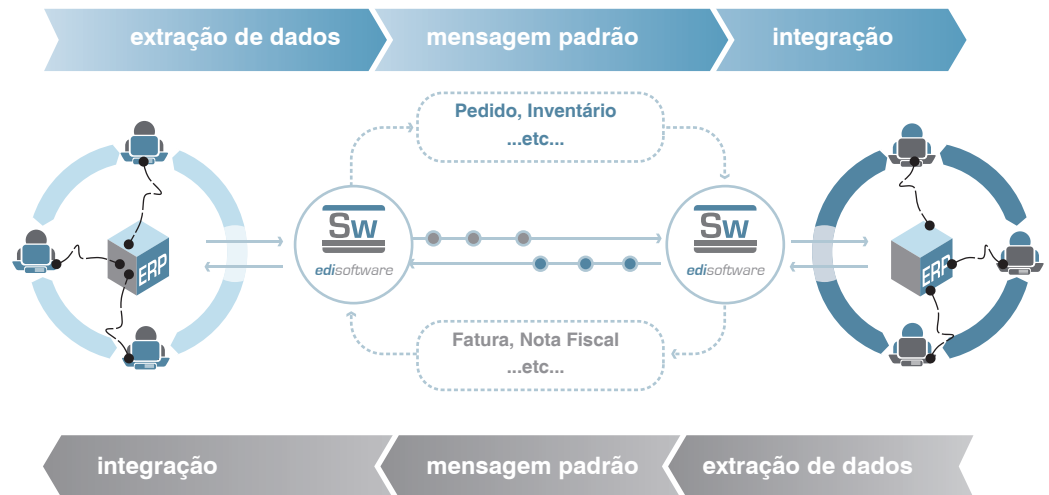 extração de dados
mensagem padrão
integração
Pedido, Inventário
...etc...
Sw
edisoftware
Sw
edisoftware
ERP
ERP
Fatura, Nota Fiscal
...etc...
integração
mensagem padrão
extração de dados